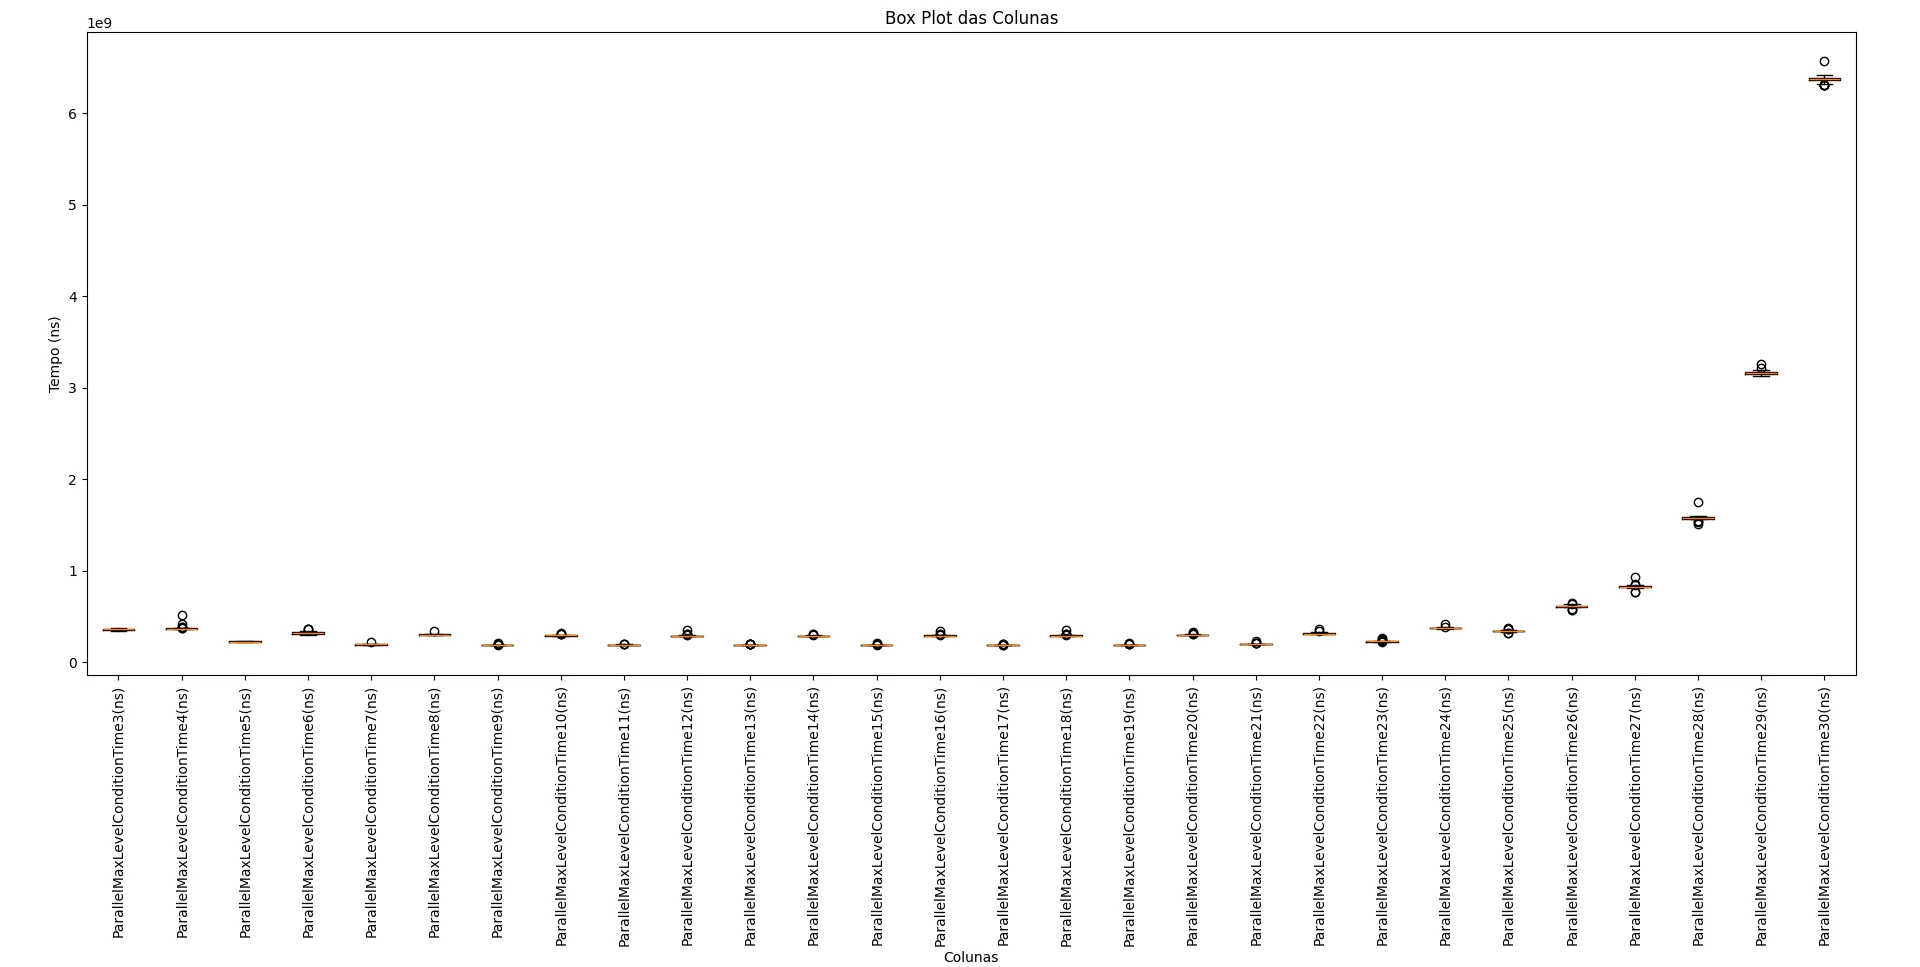 Box Plot das Colunas
1e9
6
5
4
3
2
1
0
Tempo (ns)
ParallelMaxLevelConditionTime3(ns)
ParallelMaxLevelConditionTime4(ns)
ParallelMaxLevelConditionTime5(ns)
ParallelMaxLevelConditionTime6(ns)
ParallelMaxLevelConditionTime7(ns)
ParallelMaxLevelConditionTime8(ns)
ParallelMaxLevelConditionTime9(ns)
ParallelMaxLevelConditionTime10(ns)
ParallelMaxLevelConditionTime11(ns)
ParallelMaxLevelConditionTime12(ns)
ParallelMaxLevelConditionTime13(ns)
ParallelMaxLevelConditionTime14(ns)
ParallelMaxLevelConditionTime15(ns)
ParallelMaxLevelConditionTime16(ns)
ParallelMaxLevelConditionTime17(ns)
ParallelMaxLevelConditionTime18(ns)
ParallelMaxLevelConditionTime19(ns)
ParallelMaxLevelConditionTime20(ns)
ParallelMaxLevelConditionTime21(ns)
ParallelMaxLevelConditionTime22(ns)
ParallelMaxLevelConditionTime23(ns)
ParallelMaxLevelConditionTime24(ns)
ParallelMaxLevelConditionTime25(ns)
ParallelMaxLevelConditionTime26(ns)
ParallelMaxLevelConditionTime27(ns)
ParallelMaxLevelConditionTime28(ns)
ParallelMaxLevelConditionTime29(ns)
ParallelMaxLevelConditionTime30(ns)
Colunas